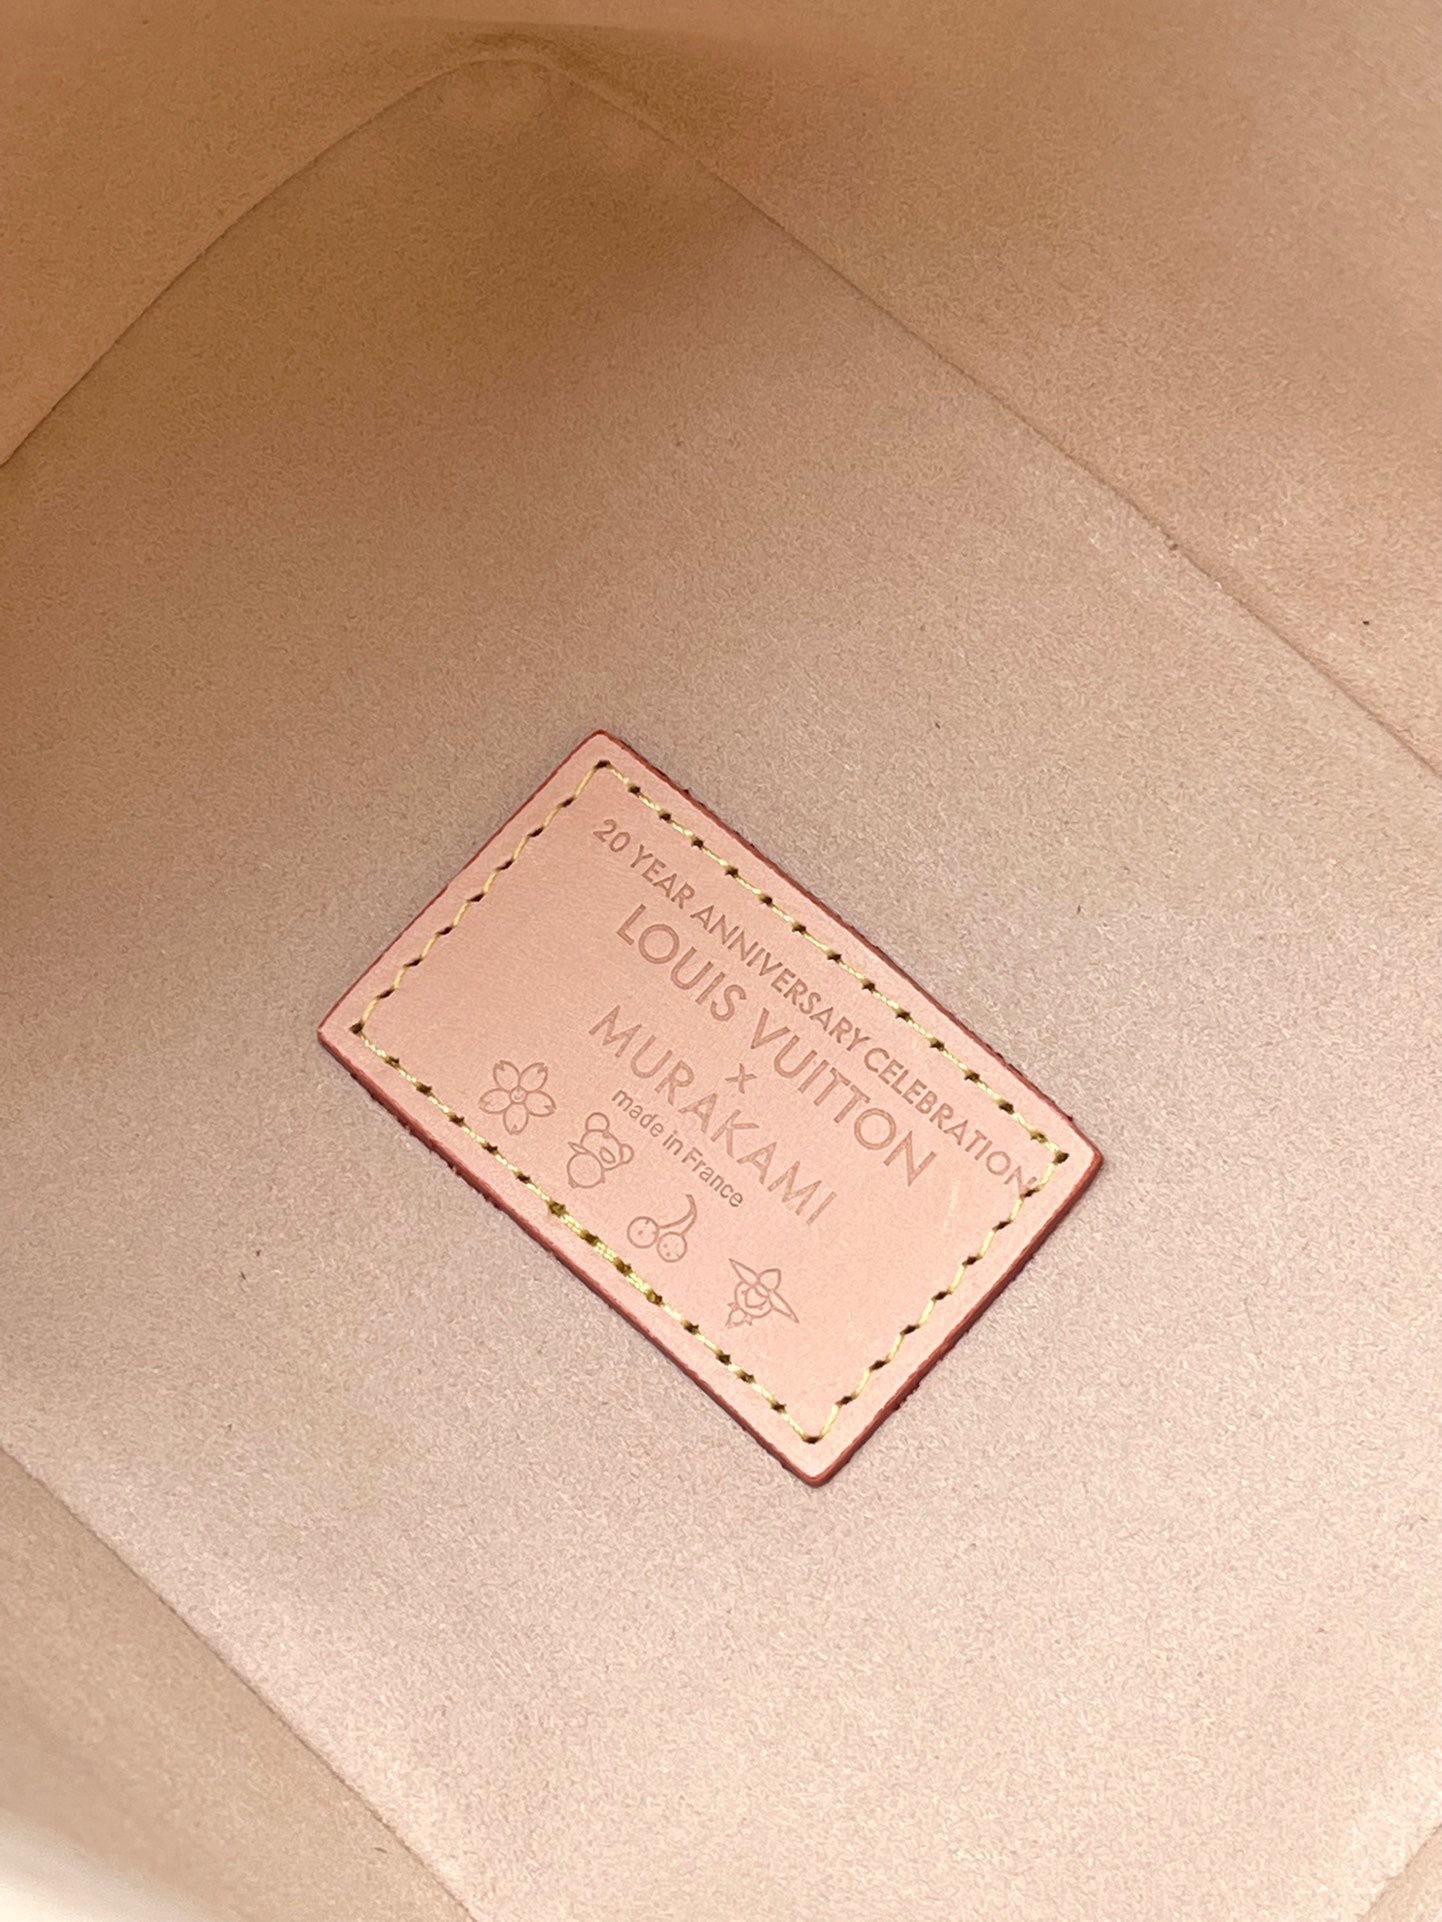 20 YEAR ANNIVERSARY CELEBRATION
LOUIS VUITTON
x
MURAKAMI
made in France